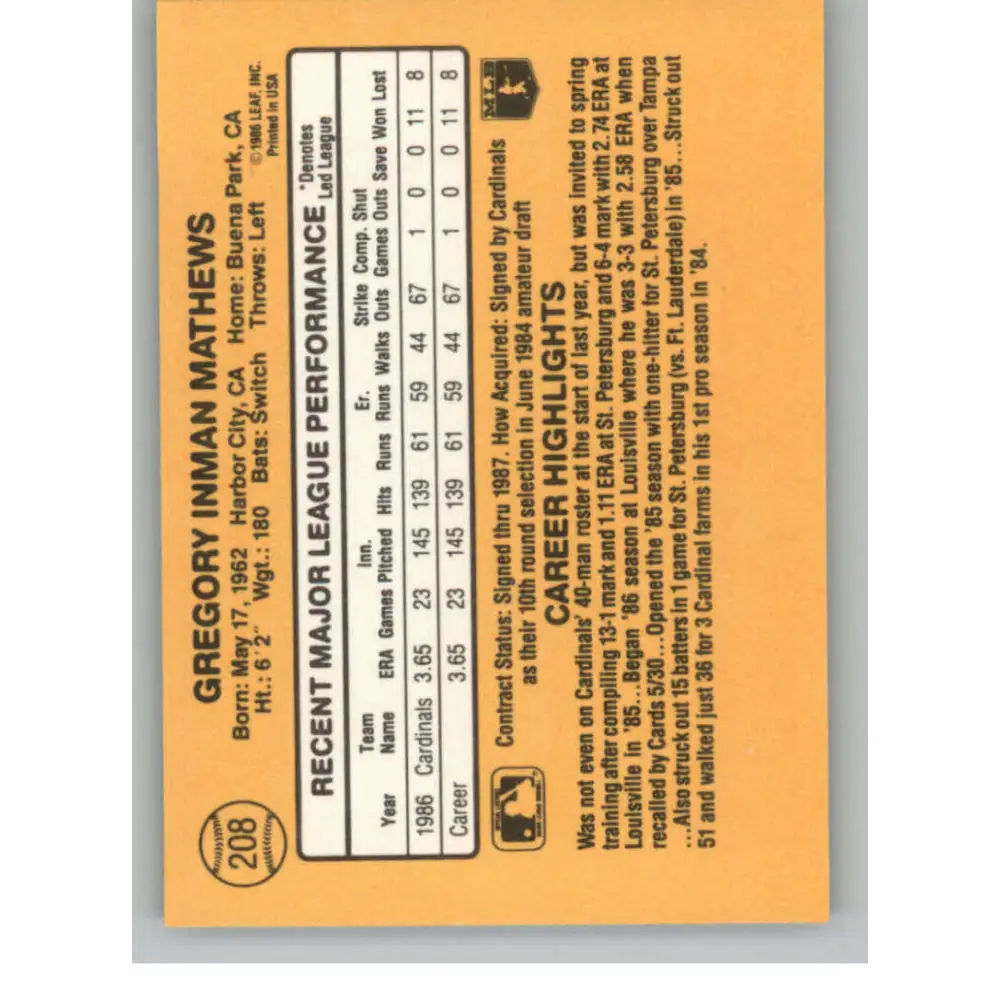 208
GREGORY INMAN MATHEWS
Born: May 17, 1962 Harbor City, CA Home: Buena Park, CA
Ht.: 6'2" Wgt.: 180 Bats: Switch Throws: Left
©1986 LEAF, INC.
Printed in USA
RECENT MAJOR LEAGUE PERFORMANCE
*Denotes
Led League
Year Team Name ERA Games Inn. Pitched Hits Runs Er. Runs Walks Strike Outs Comp. Games Shut Outs Save Won Lost
1986 Cardinals 3.65 23 145 139 61 59 44 67 1 0 0 11 8
Career 3.65 23 145 139 61 59 44 67 1 0 0 11 8
Contract Status: Signed thru 1987. How Acquired: Signed by Cardinals
as their 10th round selection in June 1984 amateur draft
MLB
CAREER HIGHLIGHTS
Was not even on Cardinals' 40-man roster at the start of last year, but was invited to spring
training after compiling 13-1 mark and 1.11 ERA at St. Petersburg and 6-4 mark with 2.74 ERA at
Louisville in '85...Began '86 season at Louisville where he was 3-3 with 2.58 ERA when
recalled by Cards 5/30...Opened the '85 season with one-hitter for St. Petersburg over Tampa
...Also struck out 15 batters in 1 game for St. Petersburg (vs. Ft. Lauderdale) in '85...Struck out
51 and walked just 36 for 3 Cardinal farms in his 1st pro season in '84.